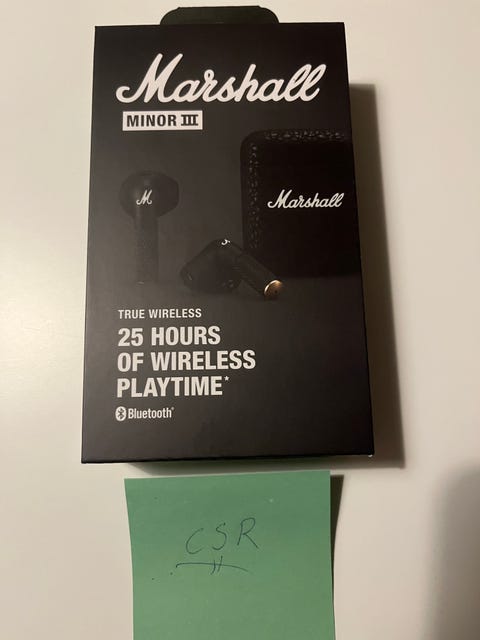 Marshall
MINOR III
M
Marshall
TRUE WIRELESS
25 HOURS
OF WIRELESS
PLAYTIME*
Bluetooth®
CSR